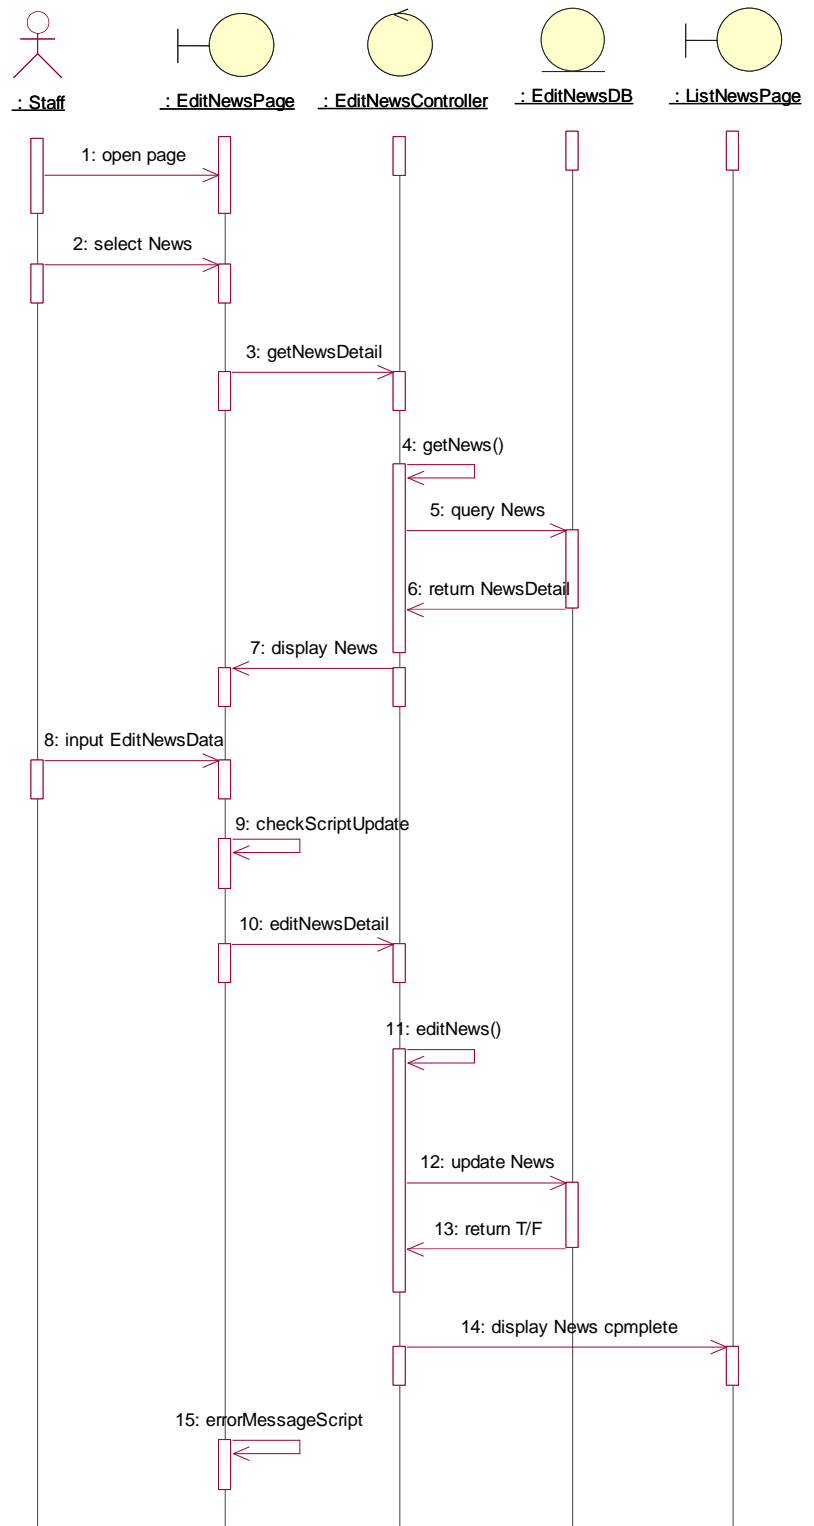 : Staff
: EditNewsPage
: EditNewsController
: EditNewsDB
: ListNewsPage
1: open page
2: select News
3: getNewsDetail
4: getNews()
5: query News
6: return NewsDetail
7: display News
8: input EditNewsData
9: checkScriptUpdate
10: editNewsDetail
11: editNews()
12: update News
13: return T/F
14: display News cpmplete
15: errorMessageScript